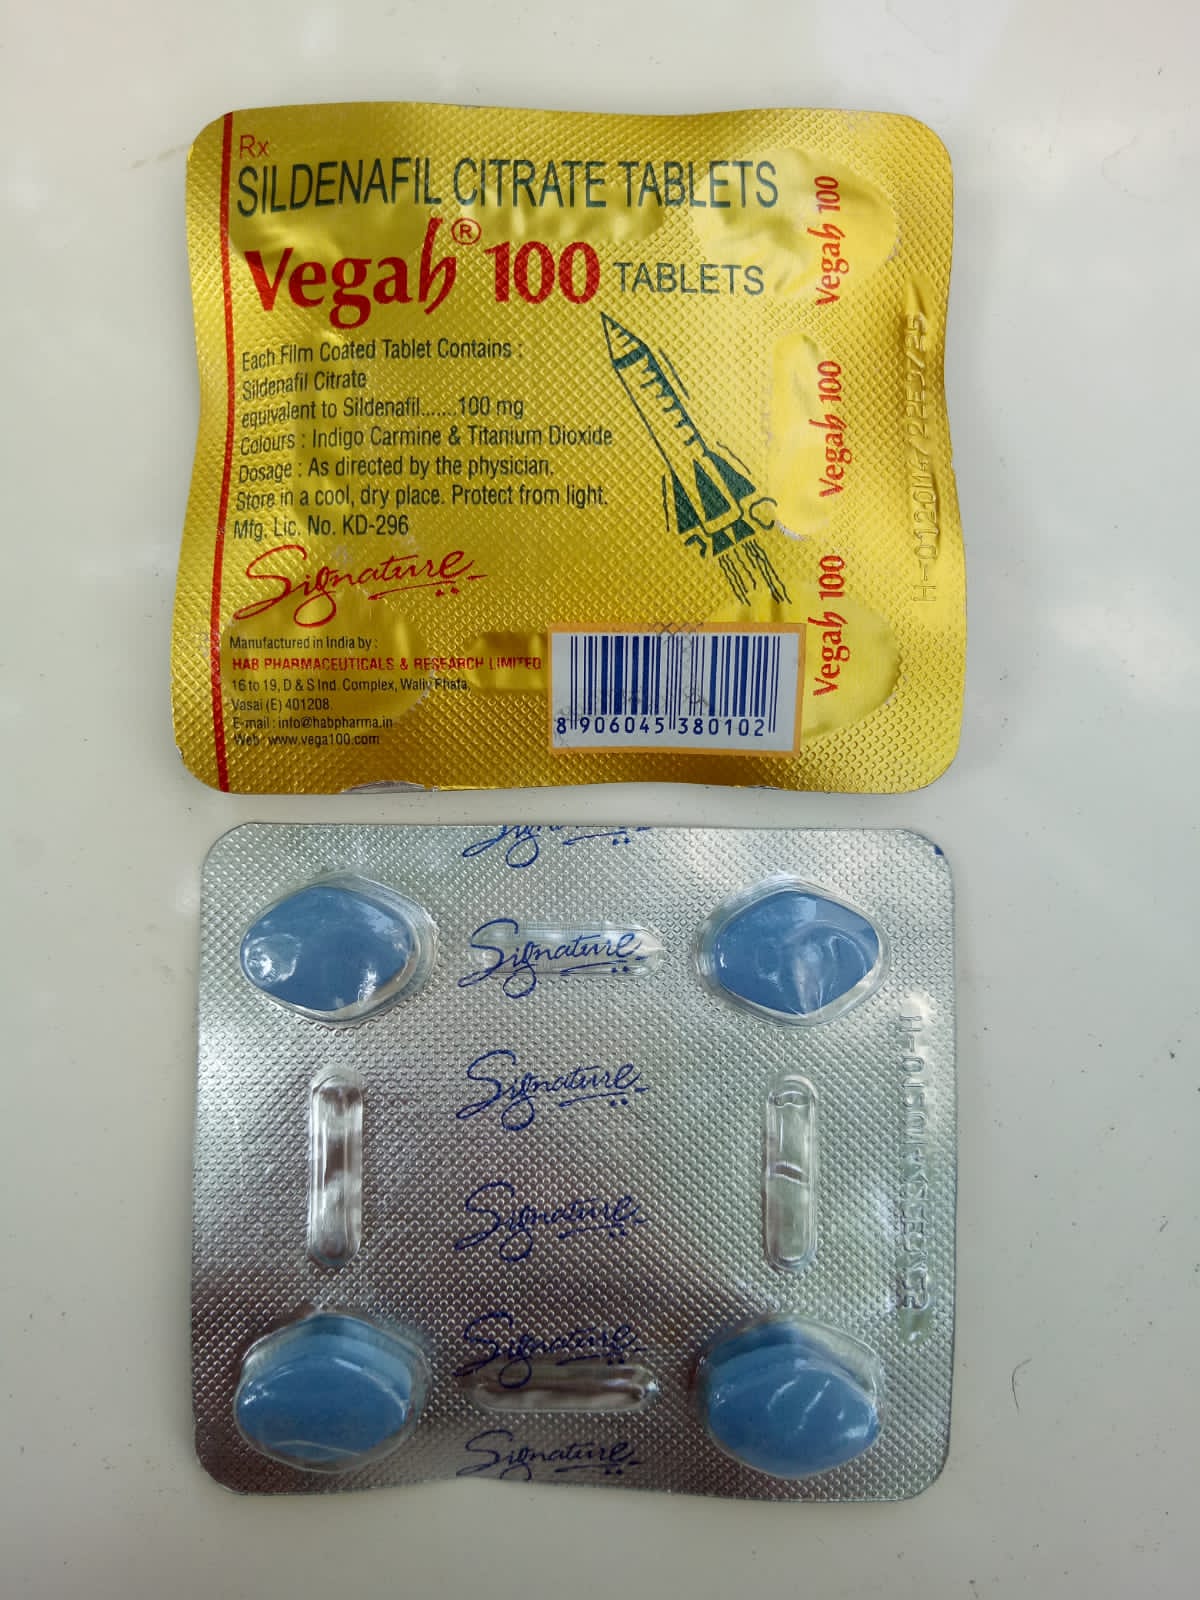 Rx
SILDENAFIL CITRATE TABLETS
Vegah® 100 TABLETS
Each Film Coated Tablet Contains :
Sildenafil Citrate
equivalent to Sildenafil.......100 mg
Colours : Indigo Carmine & Titanium Dioxide
Dosage : As directed by the physician.
Store in a cool, dry place. Protect from light.
Mfg. Lic. No. KD-296
Signature
Manufactured in India by :
HAB PHARMACEUTICALS & RESEARCH LIMITED
16 to 19, D & S Ind. Complex, Waliv Phata,
Vasai (E) 401208.
E-mail : info@habpharma.in
Web : www.vega100.com
8 906045 380102
Vegah 100
Vegah 100
Vegah 100
Signature
Signature
Signature
Signature
Signature
Signature